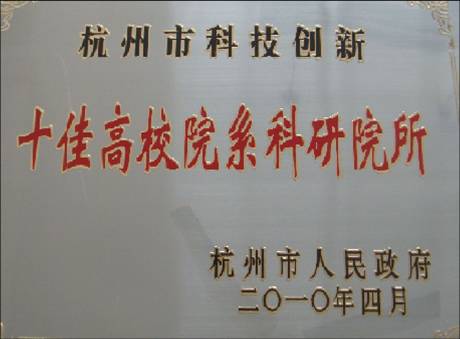 杭州市科技创新
十佳高校院系科研院所
杭州市人民政府
二〇一〇年四月